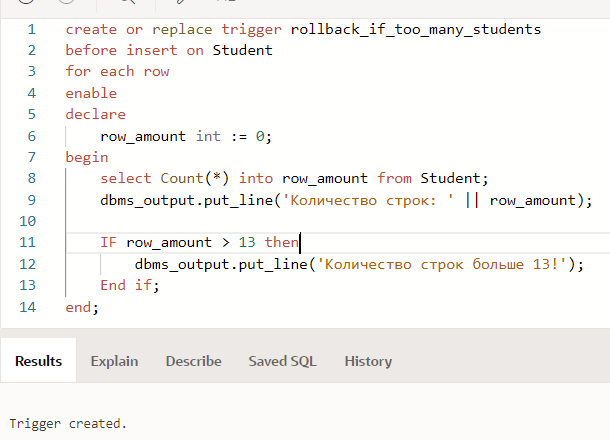 1 create or replace trigger rollback_if_too_many_students
2 before insert on Student
3 for each row
4 enable
5 declare
6 row_amount int := 0;
7 begin
8 select Count(*) into row_amount from Student;
9 dbms_output.put_line('Количество строк: ' || row_amount);
10
11 IF row_amount > 13 then
12 dbms_output.put_line('Количество строк больше 13!');
13 End if;
14 end;
Results Explain Describe Saved SQL History
Trigger created.